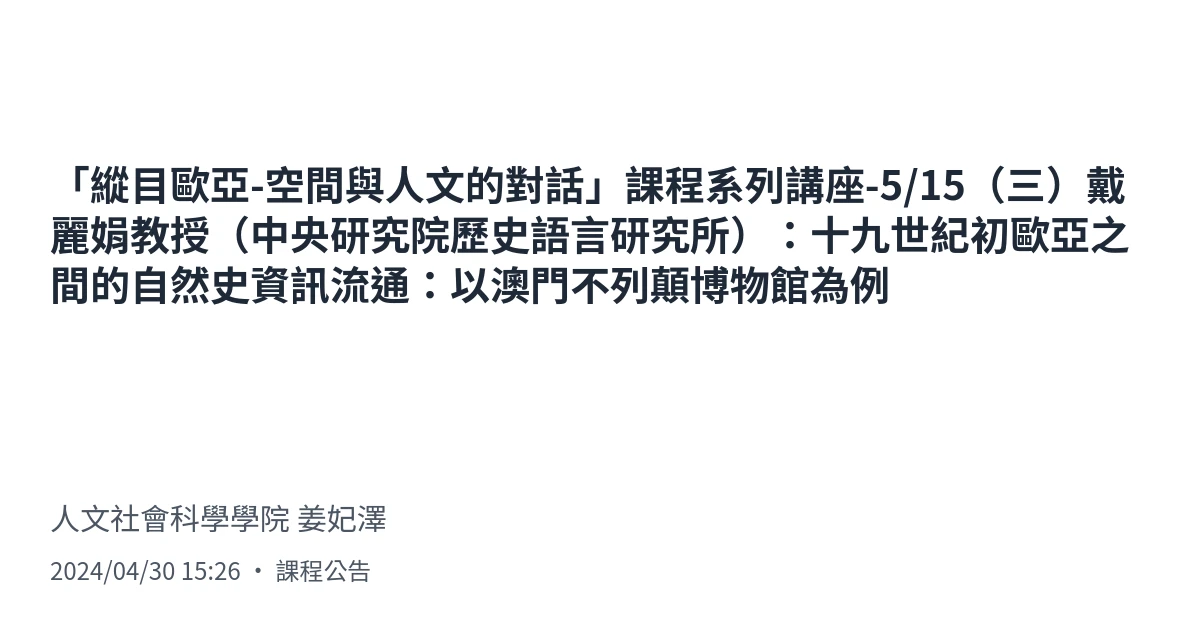 「縱目歐亞-空間與人文的對話」課程系列講座-5/15（三）戴
麗娟教授（中央研究院歷史語言研究所）：十九世紀初歐亞之
間的自然史資訊流通：以澳門不列顛博物館為例
人文社會科學學院 姜妃澤
2024/04/30 15:26 • 課程公告